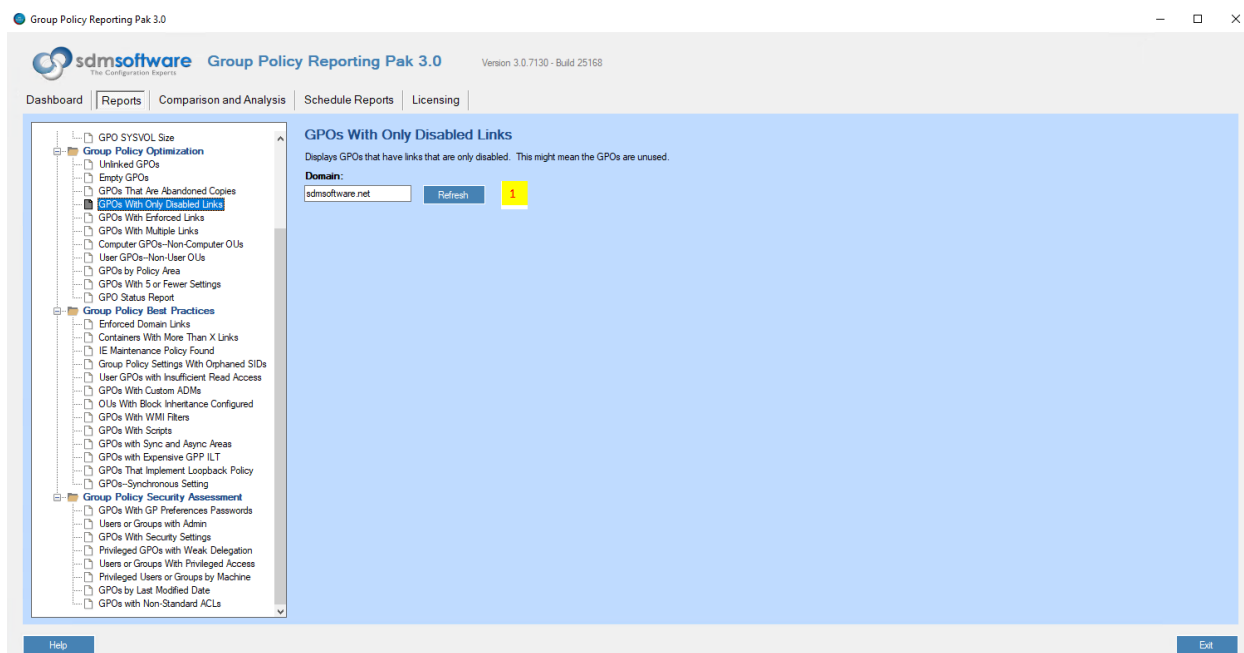 Group Policy Reporting Pak 3.0
sdmsoftware
The Configuration Experts
Group Policy Reporting Pak 3.0
Version 3.0.7130 - Build 25168
Dashboard
Reports
Comparison and Analysis
Schedule Reports
Licensing
GPO SYSVOL Size
Group Policy Optimization
Unlinked GPOs
Empty GPOs
GPOs That Are Abandoned Copies
GPOs With Only Disabled Links
GPOs With Enforced Links
GPOs With Multiple Links
Computer GPOs--Non-Computer OUs
User GPOs--Non-User OUs
GPOs by Policy Area
GPOs With 5 or Fewer Settings
GPO Status Report
Group Policy Best Practices
Enforced Domain Links
Containers With More Than X Links
IE Maintenance Policy Found
Group Policy Settings With Orphaned SIDs
User GPOs with Insufficient Read Access
GPOs With Custom ADMs
OUs With Block Inheritance Configured
GPOs With WMI Filters
GPOs With Scripts
GPOs with Sync and Async Areas
GPOs with Expensive GPP ILT
GPOs That Implement Loopback Policy
GPOs--Synchronous Setting
Group Policy Security Assessment
GPOs With GP Preferences Passwords
Users or Groups with Admin
GPOs With Security Settings
Privileged GPOs with Weak Delegation
Users or Groups With Privileged Access
Privileged Users or Groups by Machine
GPOs by Last Modified Date
GPOs with Non-Standard ACLs
GPOs With Only Disabled Links
Displays GPOs that have links that are only disabled. This might mean the GPOs are unused.
Domain:
sdmsoftware.net
Refresh
1
Help
Exit